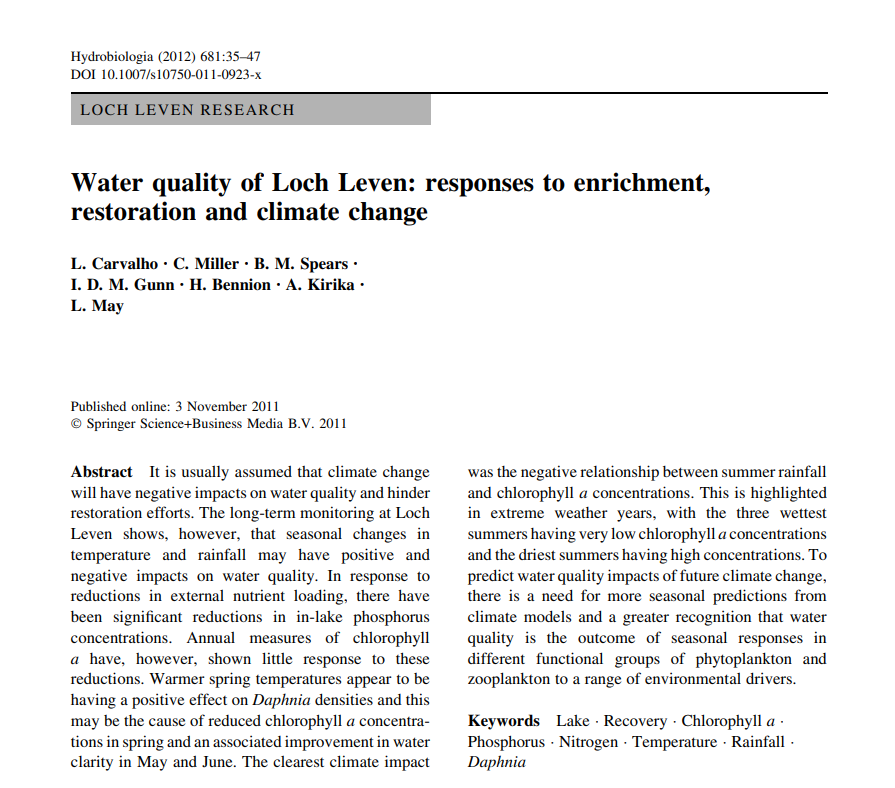 Hydrobiologia (2012) 681:35–47
DOI 10.1007/s10750-011-0923-x
LOCH LEVEN RESEARCH
Water quality of Loch Leven: responses to enrichment,
restoration and climate change
L. Carvalho · C. Miller · B. M. Spears ·
I. D. M. Gunn · H. Bennion · A. Kirika ·
L. May
Published online: 3 November 2011
© Springer Science+Business Media B.V. 2011
Abstract It is usually assumed that climate change
will have negative impacts on water quality and hinder
restoration efforts. The long-term monitoring at Loch
Leven shows, however, that seasonal changes in
temperature and rainfall may have positive and
negative impacts on water quality. In response to
reductions in external nutrient loading, there have
been significant reductions in in-lake phosphorus
concentrations. Annual measures of chlorophyll
a have, however, shown little response to these
reductions. Warmer spring temperatures appear to be
having a positive effect on Daphnia densities and this
may be the cause of reduced chlorophyll a concentra-
tions in spring and an associated improvement in water
clarity in May and June. The clearest climate impact
was the negative relationship between summer rainfall
and chlorophyll a concentrations. This is highlighted
in extreme weather years, with the three wettest
summers having very low chlorophyll a concentrations
and the driest summers having high concentrations. To
predict water quality impacts of future climate change,
there is a need for more seasonal predictions from
climate models and a greater recognition that water
quality is the outcome of seasonal responses in
different functional groups of phytoplankton and
zooplankton to a range of environmental drivers.
Keywords Lake · Recovery · Chlorophyll a ·
Phosphorus · Nitrogen · Temperature · Rainfall ·
Daphnia